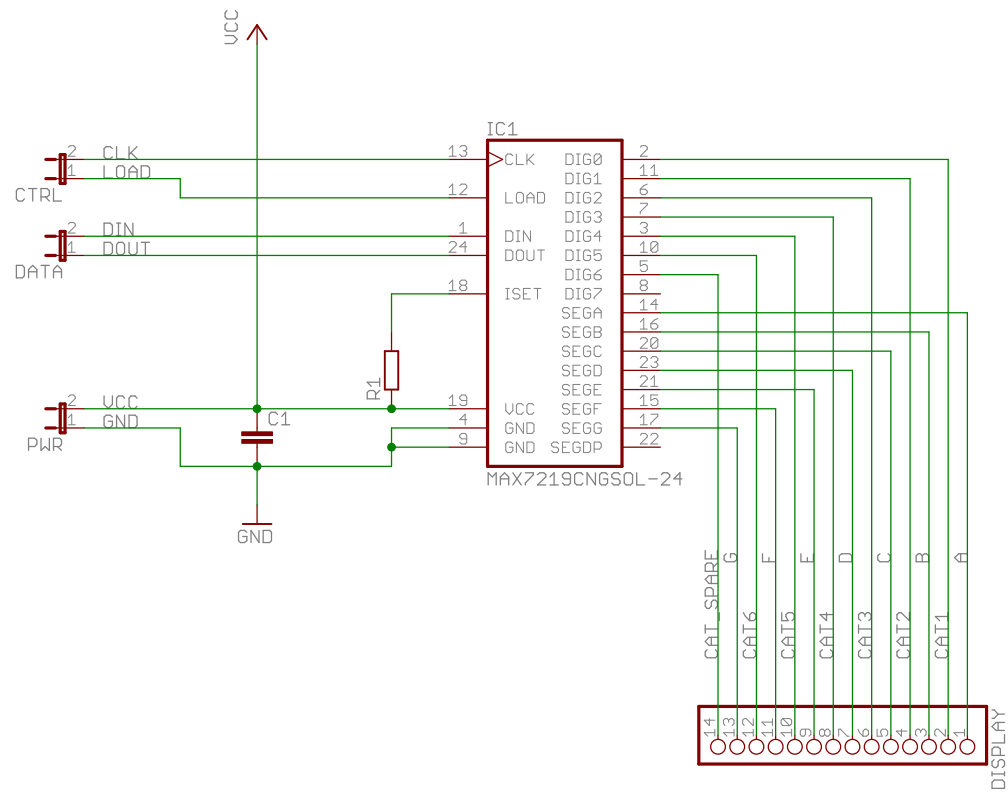 VCC
IC1
2 CLK 13 CLK DIG0 2
1 LOAD DIG1 11
CTRL 12 LOAD DIG2 6
DIG3 7
2 DIN 1 DIN DIG4 3
1 DOUT 24 DOUT DIG5 10
DATA DIG6 5
18 ISET DIG7 8
SEGA 14
SEGB 16
SEGC 20
SEGD 23
R1 SEGE 21
2 VCC 19 VCC SEGF 15
1 GND C1 4 GND SEGG 17
PWR 9 GND SEGDP 22
MAX7219CNGSOL-24
GND
CAT_SPARE G F E D C B A
CAT6 CAT5 CAT4 CAT3 CAT2 CAT1
14 13 12 11 10 9 8 7 6 5 4 3 2 1
DISPLAY